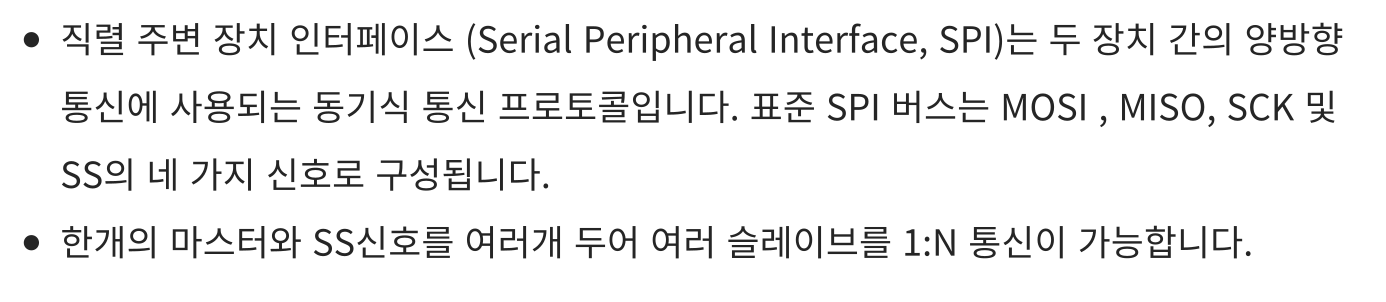 • 직렬 주변 장치 인터페이스 (Serial Peripheral Interface, SPI)는 두 장치 간의 양방향
통신에 사용되는 동기식 통신 프로토콜입니다. 표준 SPI 버스는 MOSI , MISO, SCK 및
SS의 네 가지 신호로 구성됩니다.
• 한개의 마스터와 SS신호를 여러개 두어 여러 슬레이브를 1:N 통신이 가능합니다.